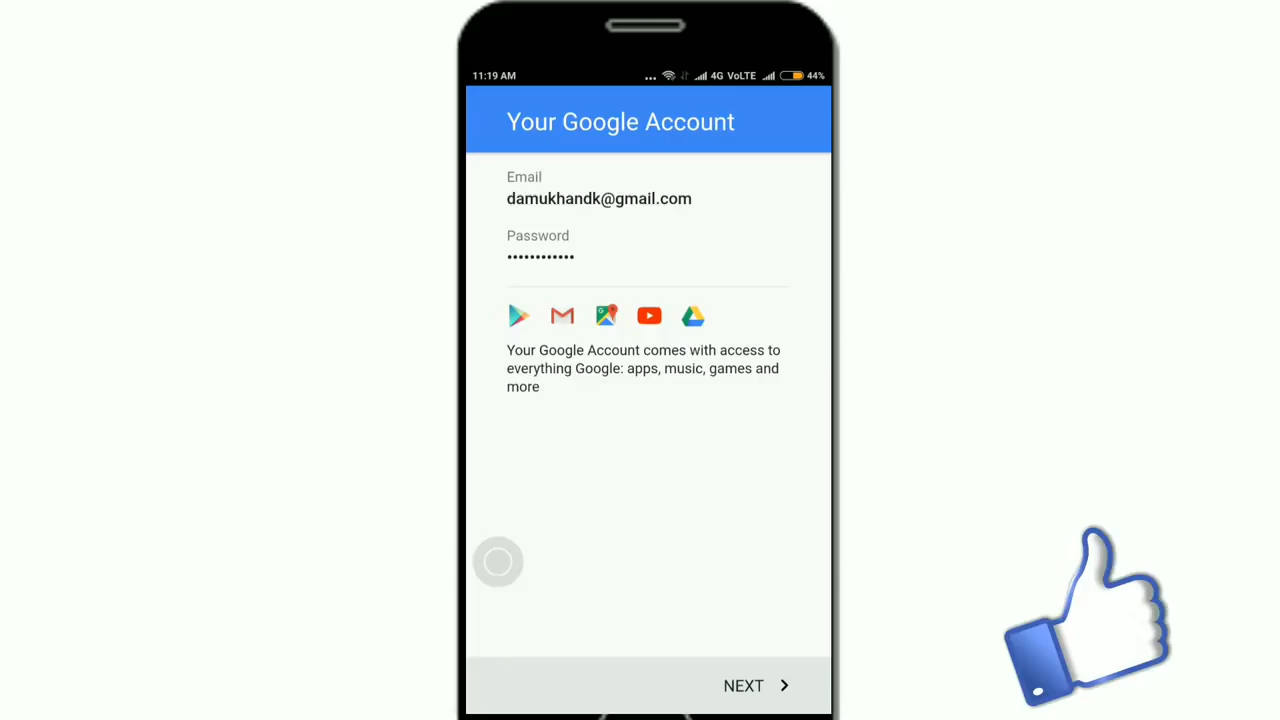 11:19 AM ... 4G VoLTE 44%
Your Google Account
Email
damukhandk@gmail.com
Password
••••••••••••
Your Google Account comes with access to
everything Google: apps, music, games and
more
NEXT